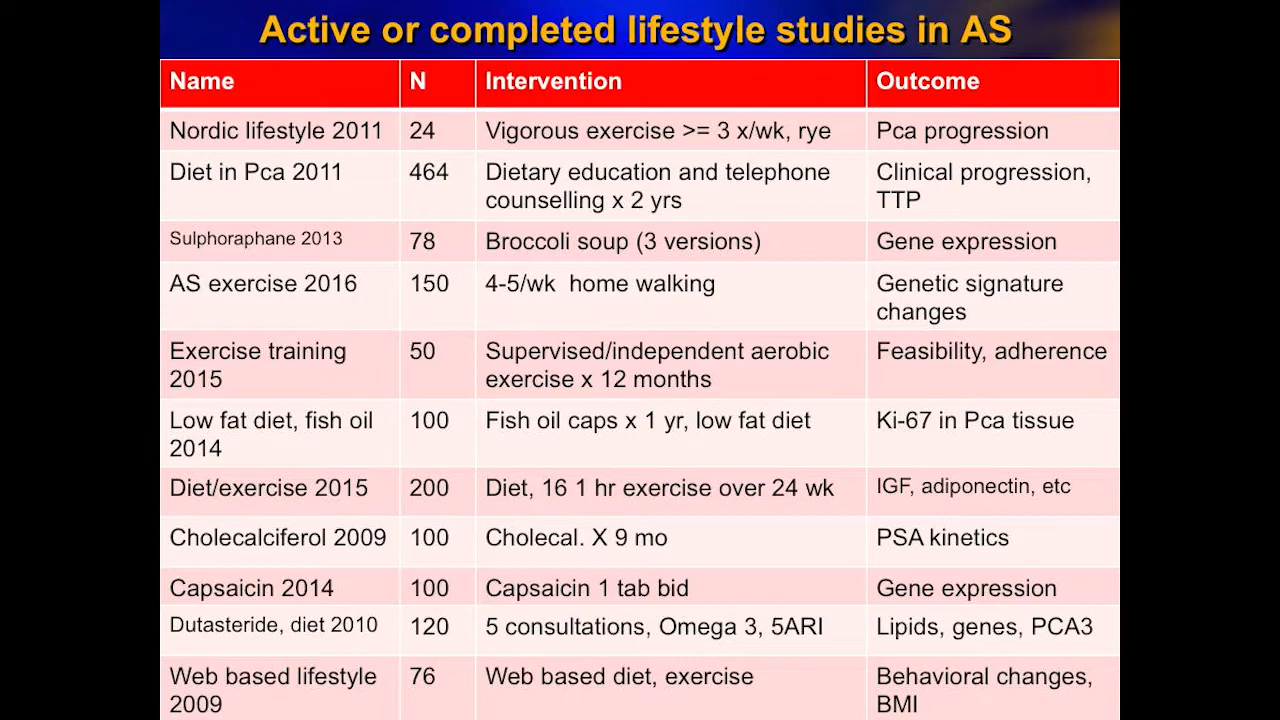 Active or completed lifestyle studies in AS
Name N Intervention Outcome
Nordic lifestyle 2011 24 Vigorous exercise >= 3 x/wk, rye Pca progression
Diet in Pca 2011 464 Dietary education and telephone Clinical progression,
counselling x 2 yrs TTP
Sulphoraphane 2013 78 Broccoli soup (3 versions) Gene expression
AS exercise 2016 150 4-5/wk home walking Genetic signature
changes
Exercise training 50 Supervised/independent aerobic Feasibility, adherence
2015 exercise x 12 months
Low fat diet, fish oil 100 Fish oil caps x 1 yr, low fat diet Ki-67 in Pca tissue
2014
Diet/exercise 2015 200 Diet, 16 1 hr exercise over 24 wk IGF, adiponectin, etc
Cholecalciferol 2009 100 Cholecal. X 9 mo PSA kinetics
Capsaicin 2014 100 Capsaicin 1 tab bid Gene expression
Dutasteride, diet 2010 120 5 consultations, Omega 3, 5ARI Lipids, genes, PCA3
Web based lifestyle 76 Web based diet, exercise Behavioral changes,
2009 BMI